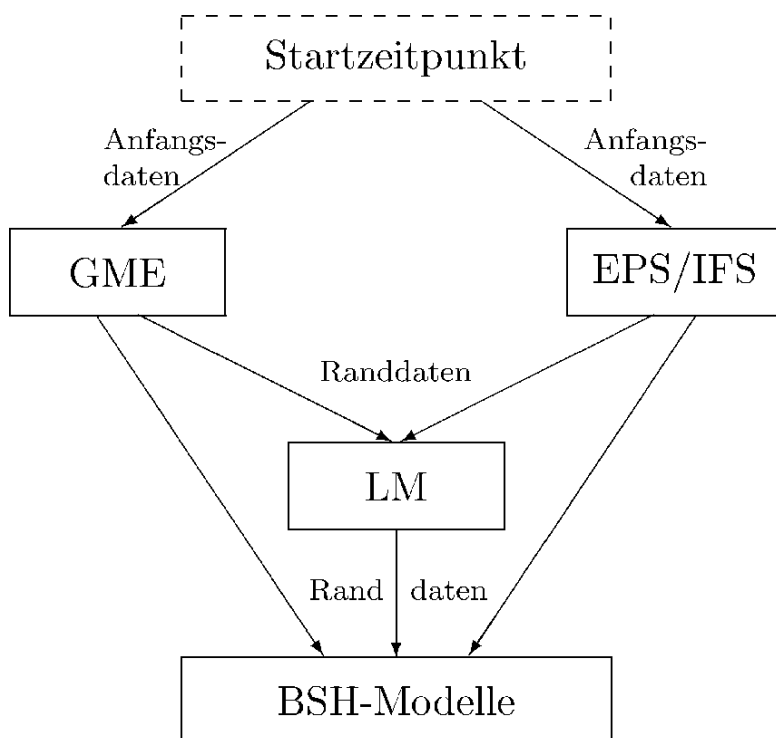 Startzeitpunkt
Anfangs-
daten
Anfangs-
daten
GME
EPS/IFS
Randdaten
LM
Rand daten
BSH-Modelle